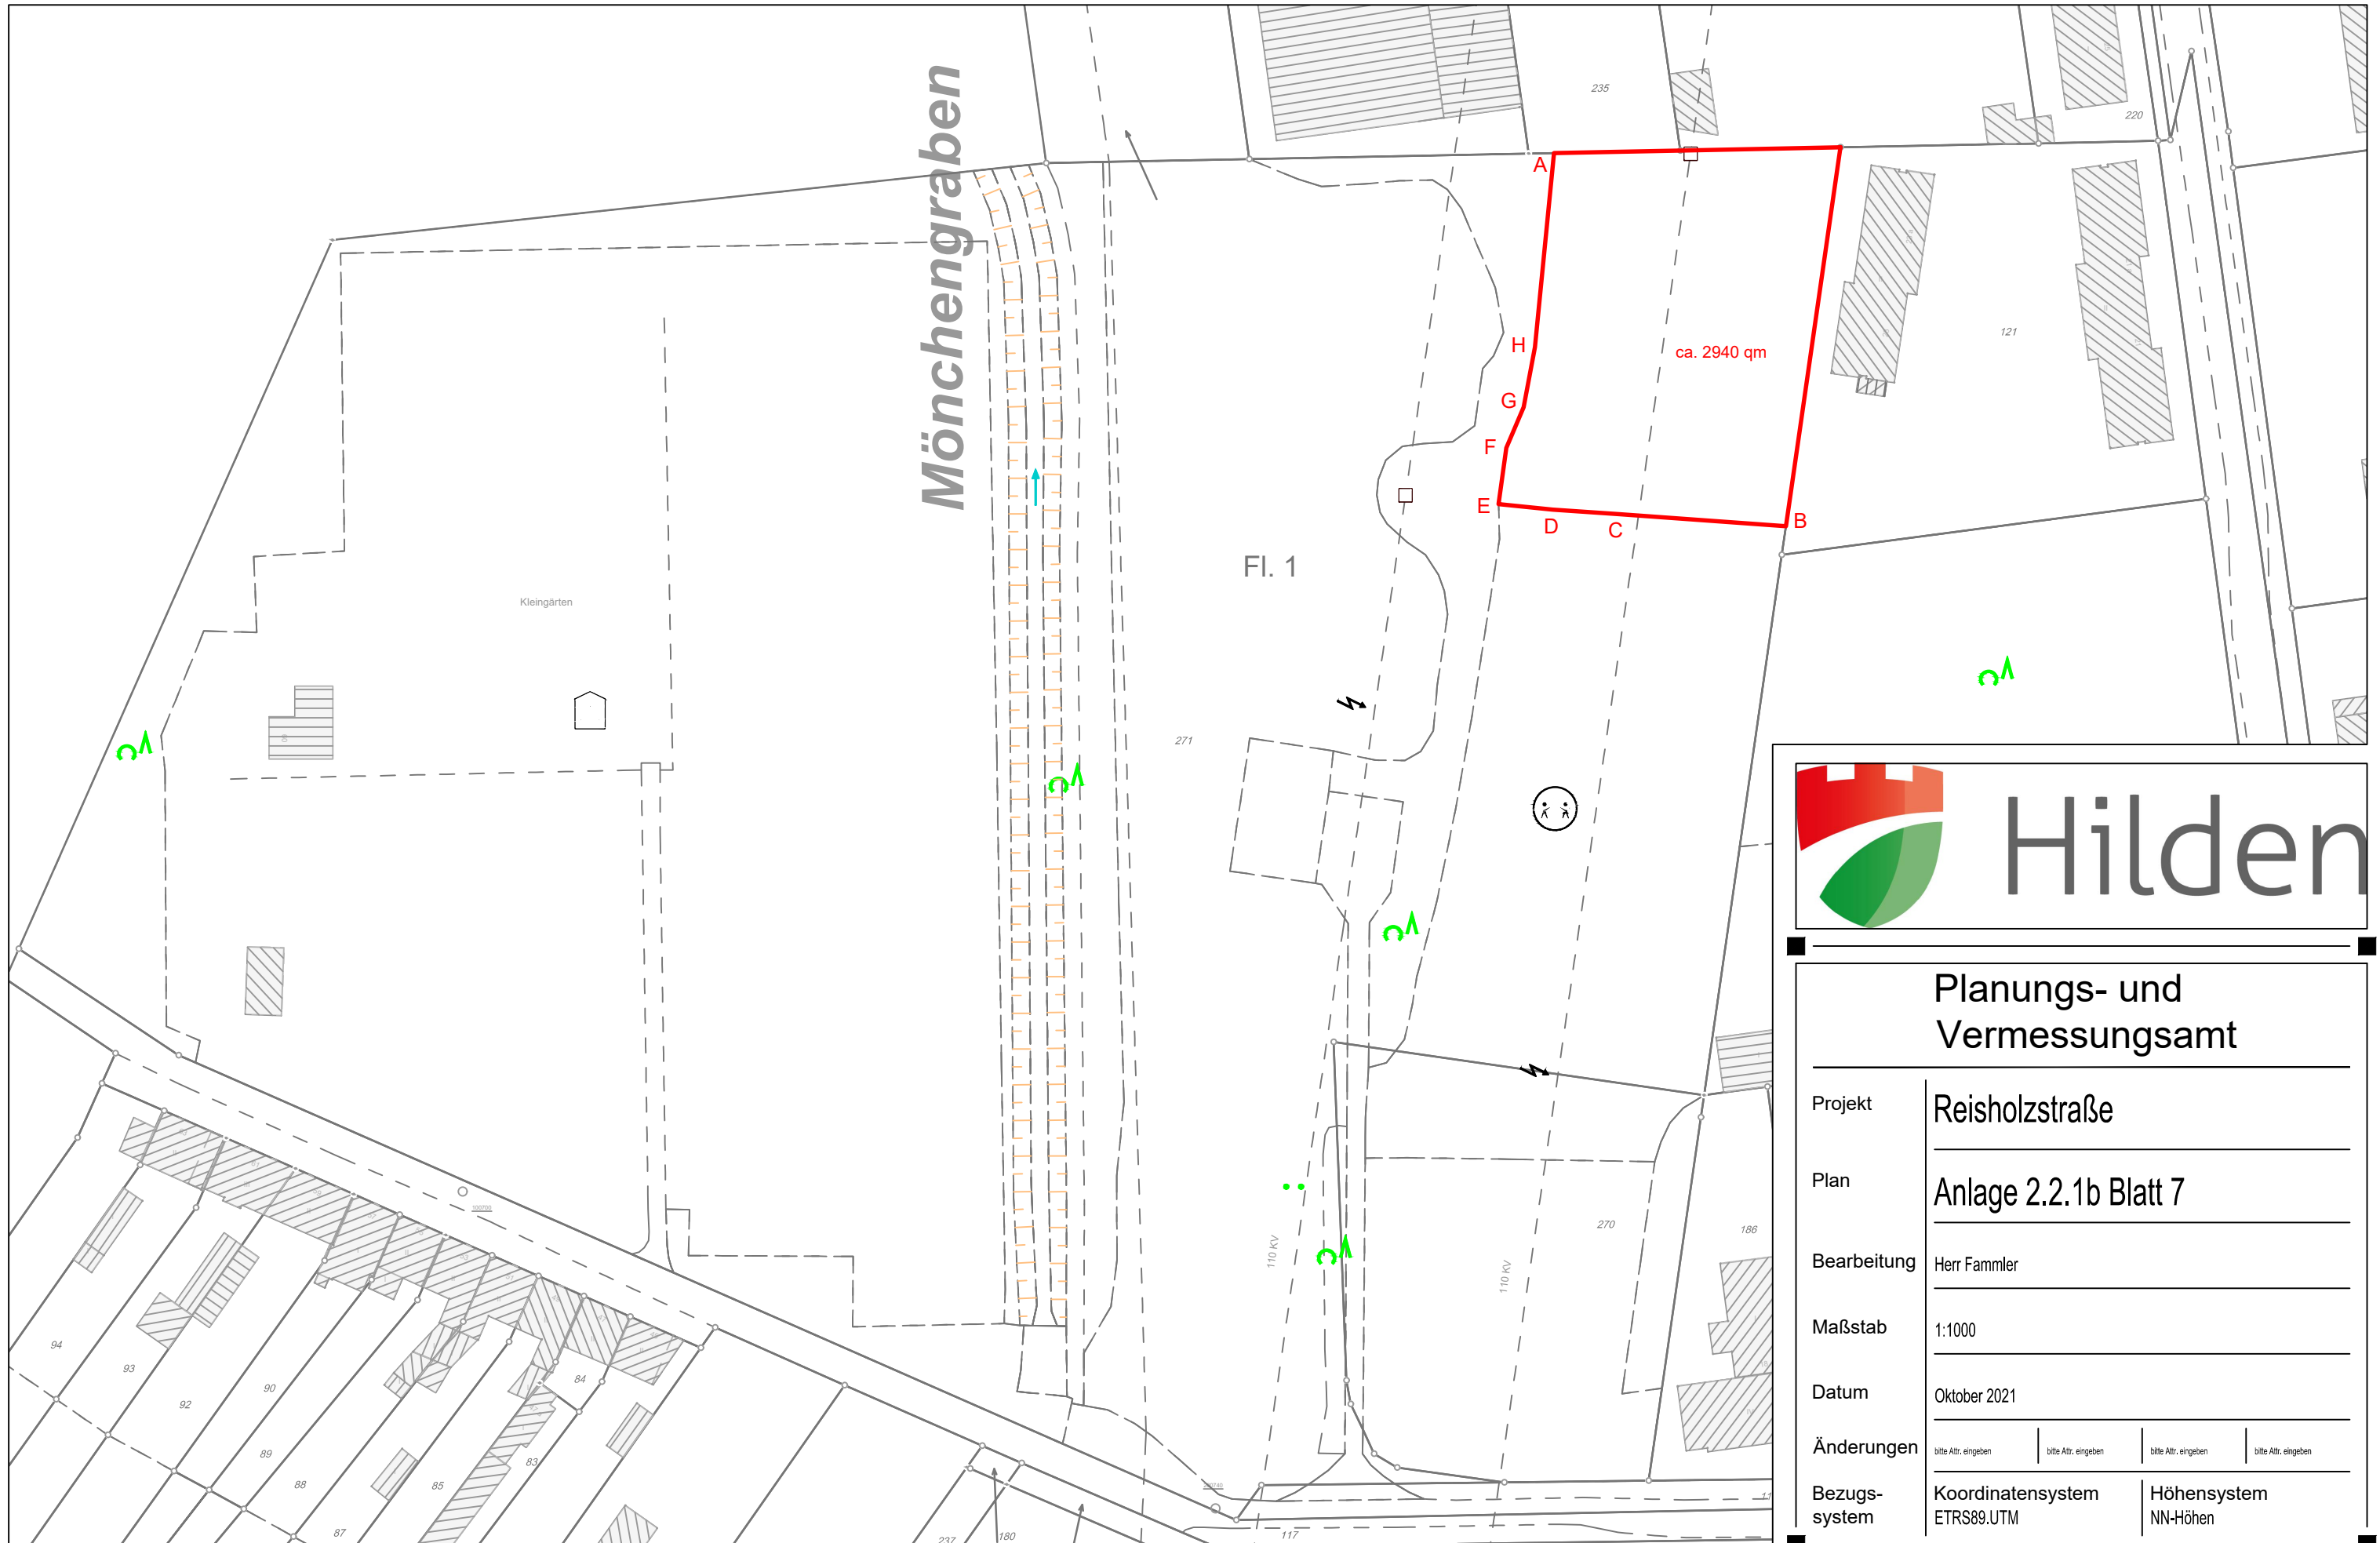 Mönchengraben
235
220
A
H
ca. 2940 qm
121
G
F
E
D
C
B
Fl. 1
Kleingärten
271
110 KV
110 KV
270
186
94
93
92
90
89
88
87
85
84
83
237
180
117
Hilden
Planungs- und
Vermessungsamt
Projekt
Reisholzstraße
Plan
Anlage 2.2.1b Blatt 7
Bearbeitung
Herr Fammler
Maßstab
1:1000
Datum
Oktober 2021
Änderungen
bitte Attr. eingeben
bitte Attr. eingeben
bitte Attr. eingeben
bitte Attr. eingeben
Bezugs-
system
Koordinatensystem
ETRS89.UTM
Höhensystem
NN-Höhen